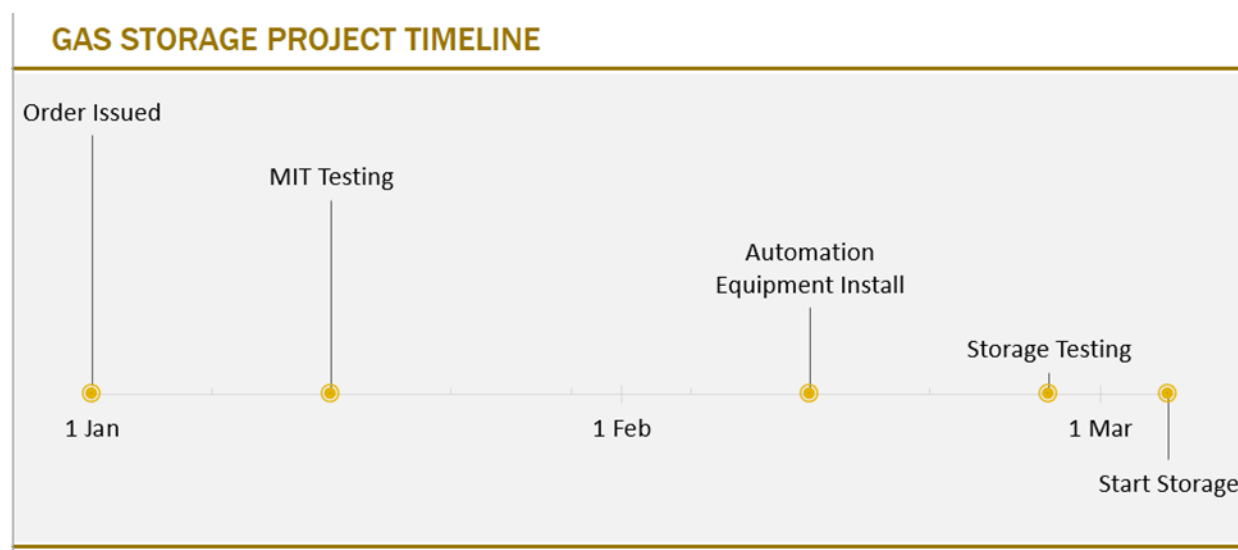 GAS STORAGE PROJECT TIMELINE
Order Issued
MIT Testing
Automation
Equipment Install
Storage Testing
1 Jan
1 Feb
1 Mar
Start Storage